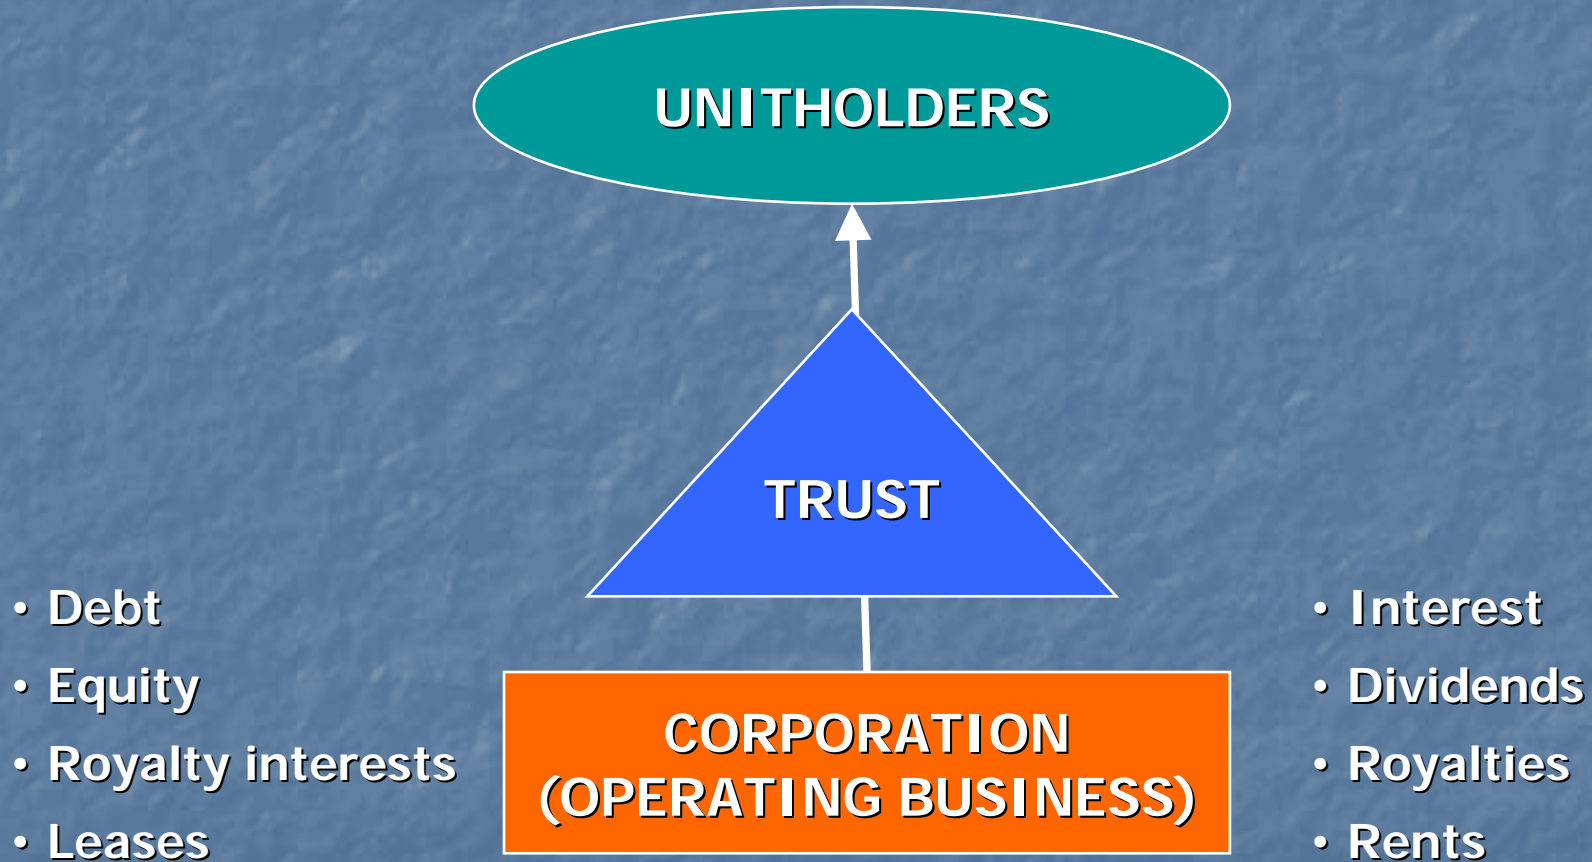 UNITHOLDERS
TRUST
• Debt
• Equity
• Royalty interests
• Leases
CORPORATION
(OPERATING BUSINESS)
• Interest
• Dividends
• Royalties
• Rents